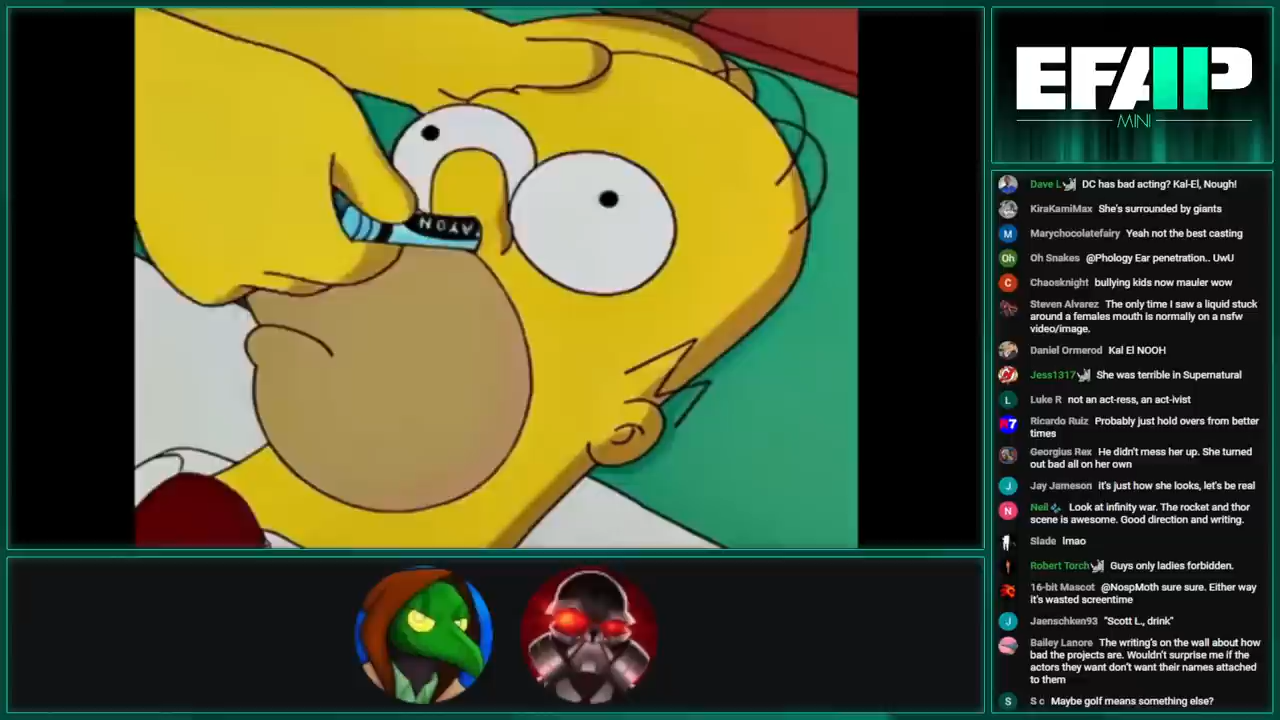 AYON
EFAP
MINI
Dave L DC has bad acting? Kal-El, Nough!
KiraKamiMax She's surrounded by giants
Marychocolatefairy Yeah not the best casting
Oh Snakes @Phology Ear penetration.. UwU
Chaosknight bullying kids now mauler wow
Steven Alvarez The only time I saw a liquid stuck
around a females mouth is normally on a nsfw
video/image.
Daniel Ormerod Kal El NOOH
Jess1317 She was terrible in Supernatural
Luke R not an act-ress, an act-ivist
Ricardo Ruiz Probably just hold overs from better
times
Georgius Rex He didn't mess her up. She turned
out bad all on her own
Jay Jameson it's just how she looks, let's be real
Neil Look at infinity war. The rocket and thor
scene is awesome. Good direction and writing.
Slade lmao
Robert Torch Guys only ladies forbidden.
16-bit Mascot @NospMoth sure sure. Either way
it's wasted screentime
Jaenschken93 "Scott L., drink"
Bailey Lanore The writing's on the wall about how
bad the projects are. Wouldn't surprise me if the
actors they want don't want their names attached
to them
S c Maybe golf means something else?